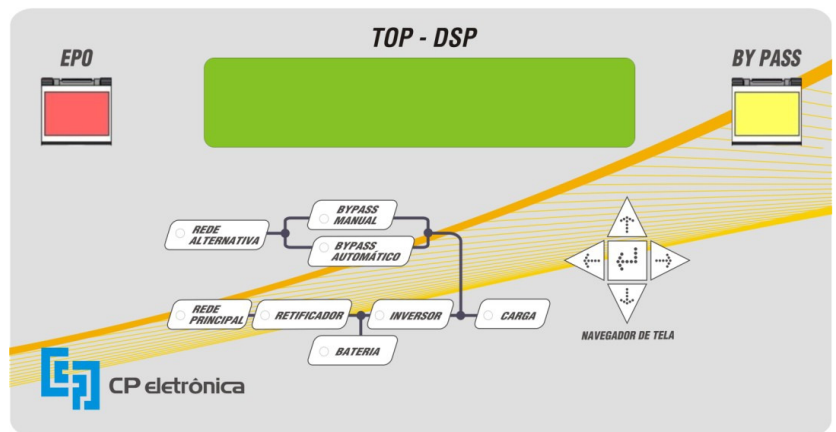 TOP - DSP
EPO
BY PASS
BYPASS
MANUAL
REDE
ALTERNATIVA
BYPASS
AUTOMÁTICO
REDE
PRINCIPAL
RETIFICADOR
INVERSOR
CARGA
BATERIA
NAVEGADOR DE TELA
CP eletrônica